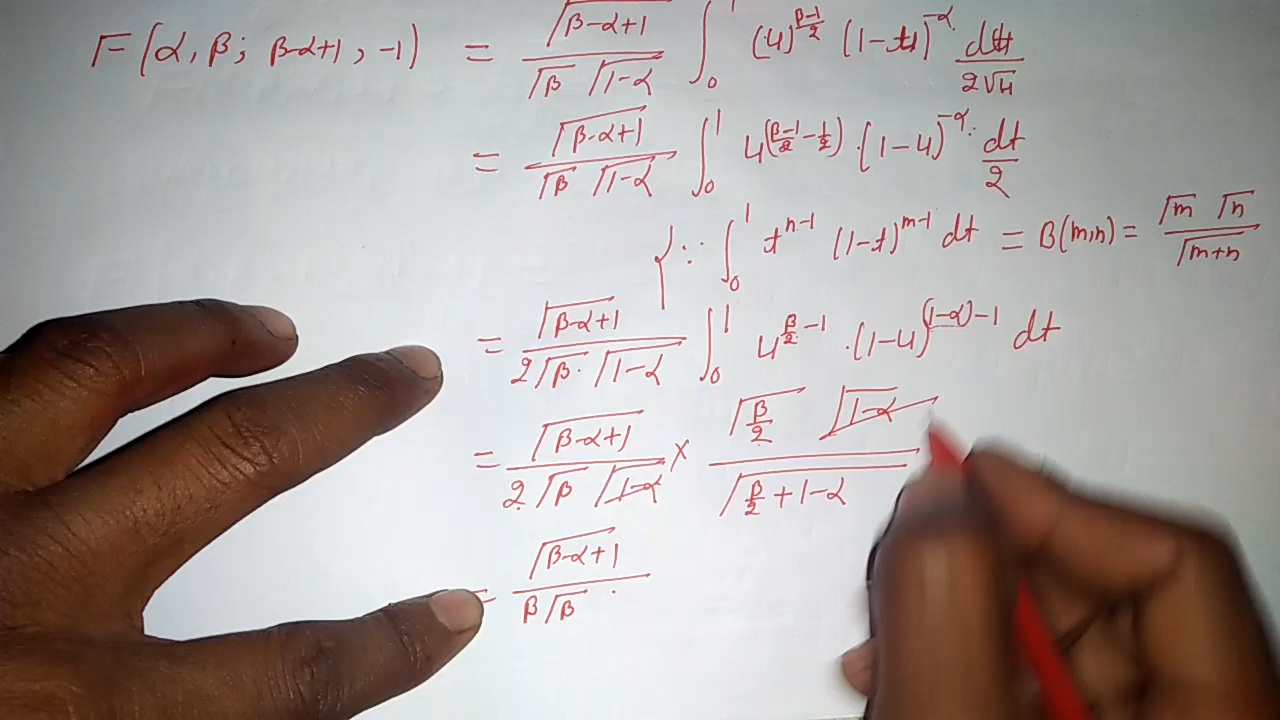 F(α, β; β-α+1, -1) = Γβ-α+1 / Γβ Γ1-α ∫₀¹ (u)^((β-1)/2) (1-u)^(-α) du / 2√u
= Γβ-α+1 / Γβ Γ1-α ∫₀¹ u^((β-1)/2 - 1/2) · (1-u)^(-α) · dt / 2
{ ∵ ∫₀¹ t^(n-1) (1-t)^(m-1) dt = B(m,n) = Γm Γn / Γm+n
= Γβ-α+1 / 2Γβ · Γ1-α ∫₀¹ u^(β/2 - 1) · (1-u)^((1-α)-1) dt
= Γβ-α+1 / 2Γβ Γ1-α × Γβ/2 Γ1-α / Γβ/2+1-α
= Γβ-α+1 / βΓβ ·